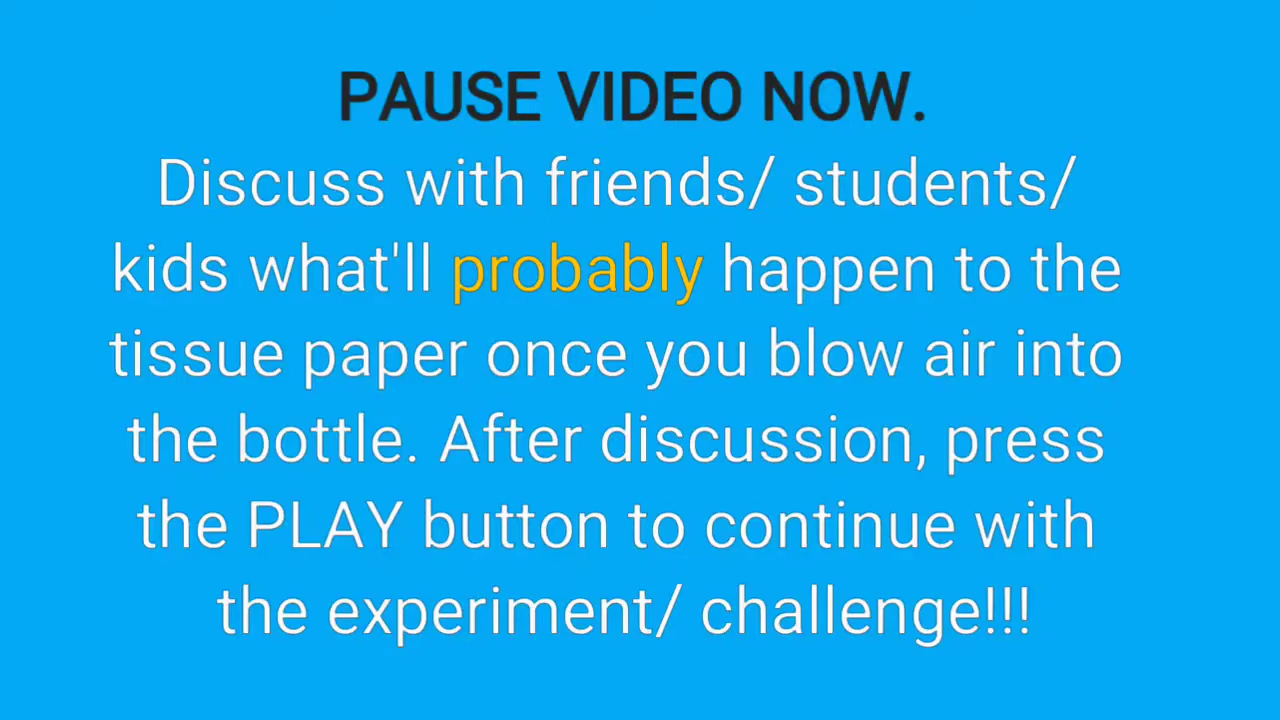 PAUSE VIDEO NOW.
Discuss with friends/ students/
kids what'll probably happen to the
tissue paper once you blow air into
the bottle. After discussion, press
the PLAY button to continue with
the experiment/ challenge!!!